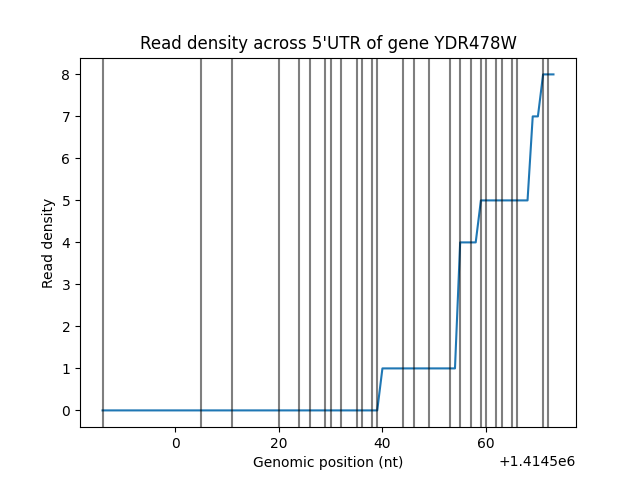 Read density across 5'UTR of gene YDR478W
8
7
6
5
4
3
2
1
0
Read density
0 20 40 60
Genomic position (nt)
+1.4145e6